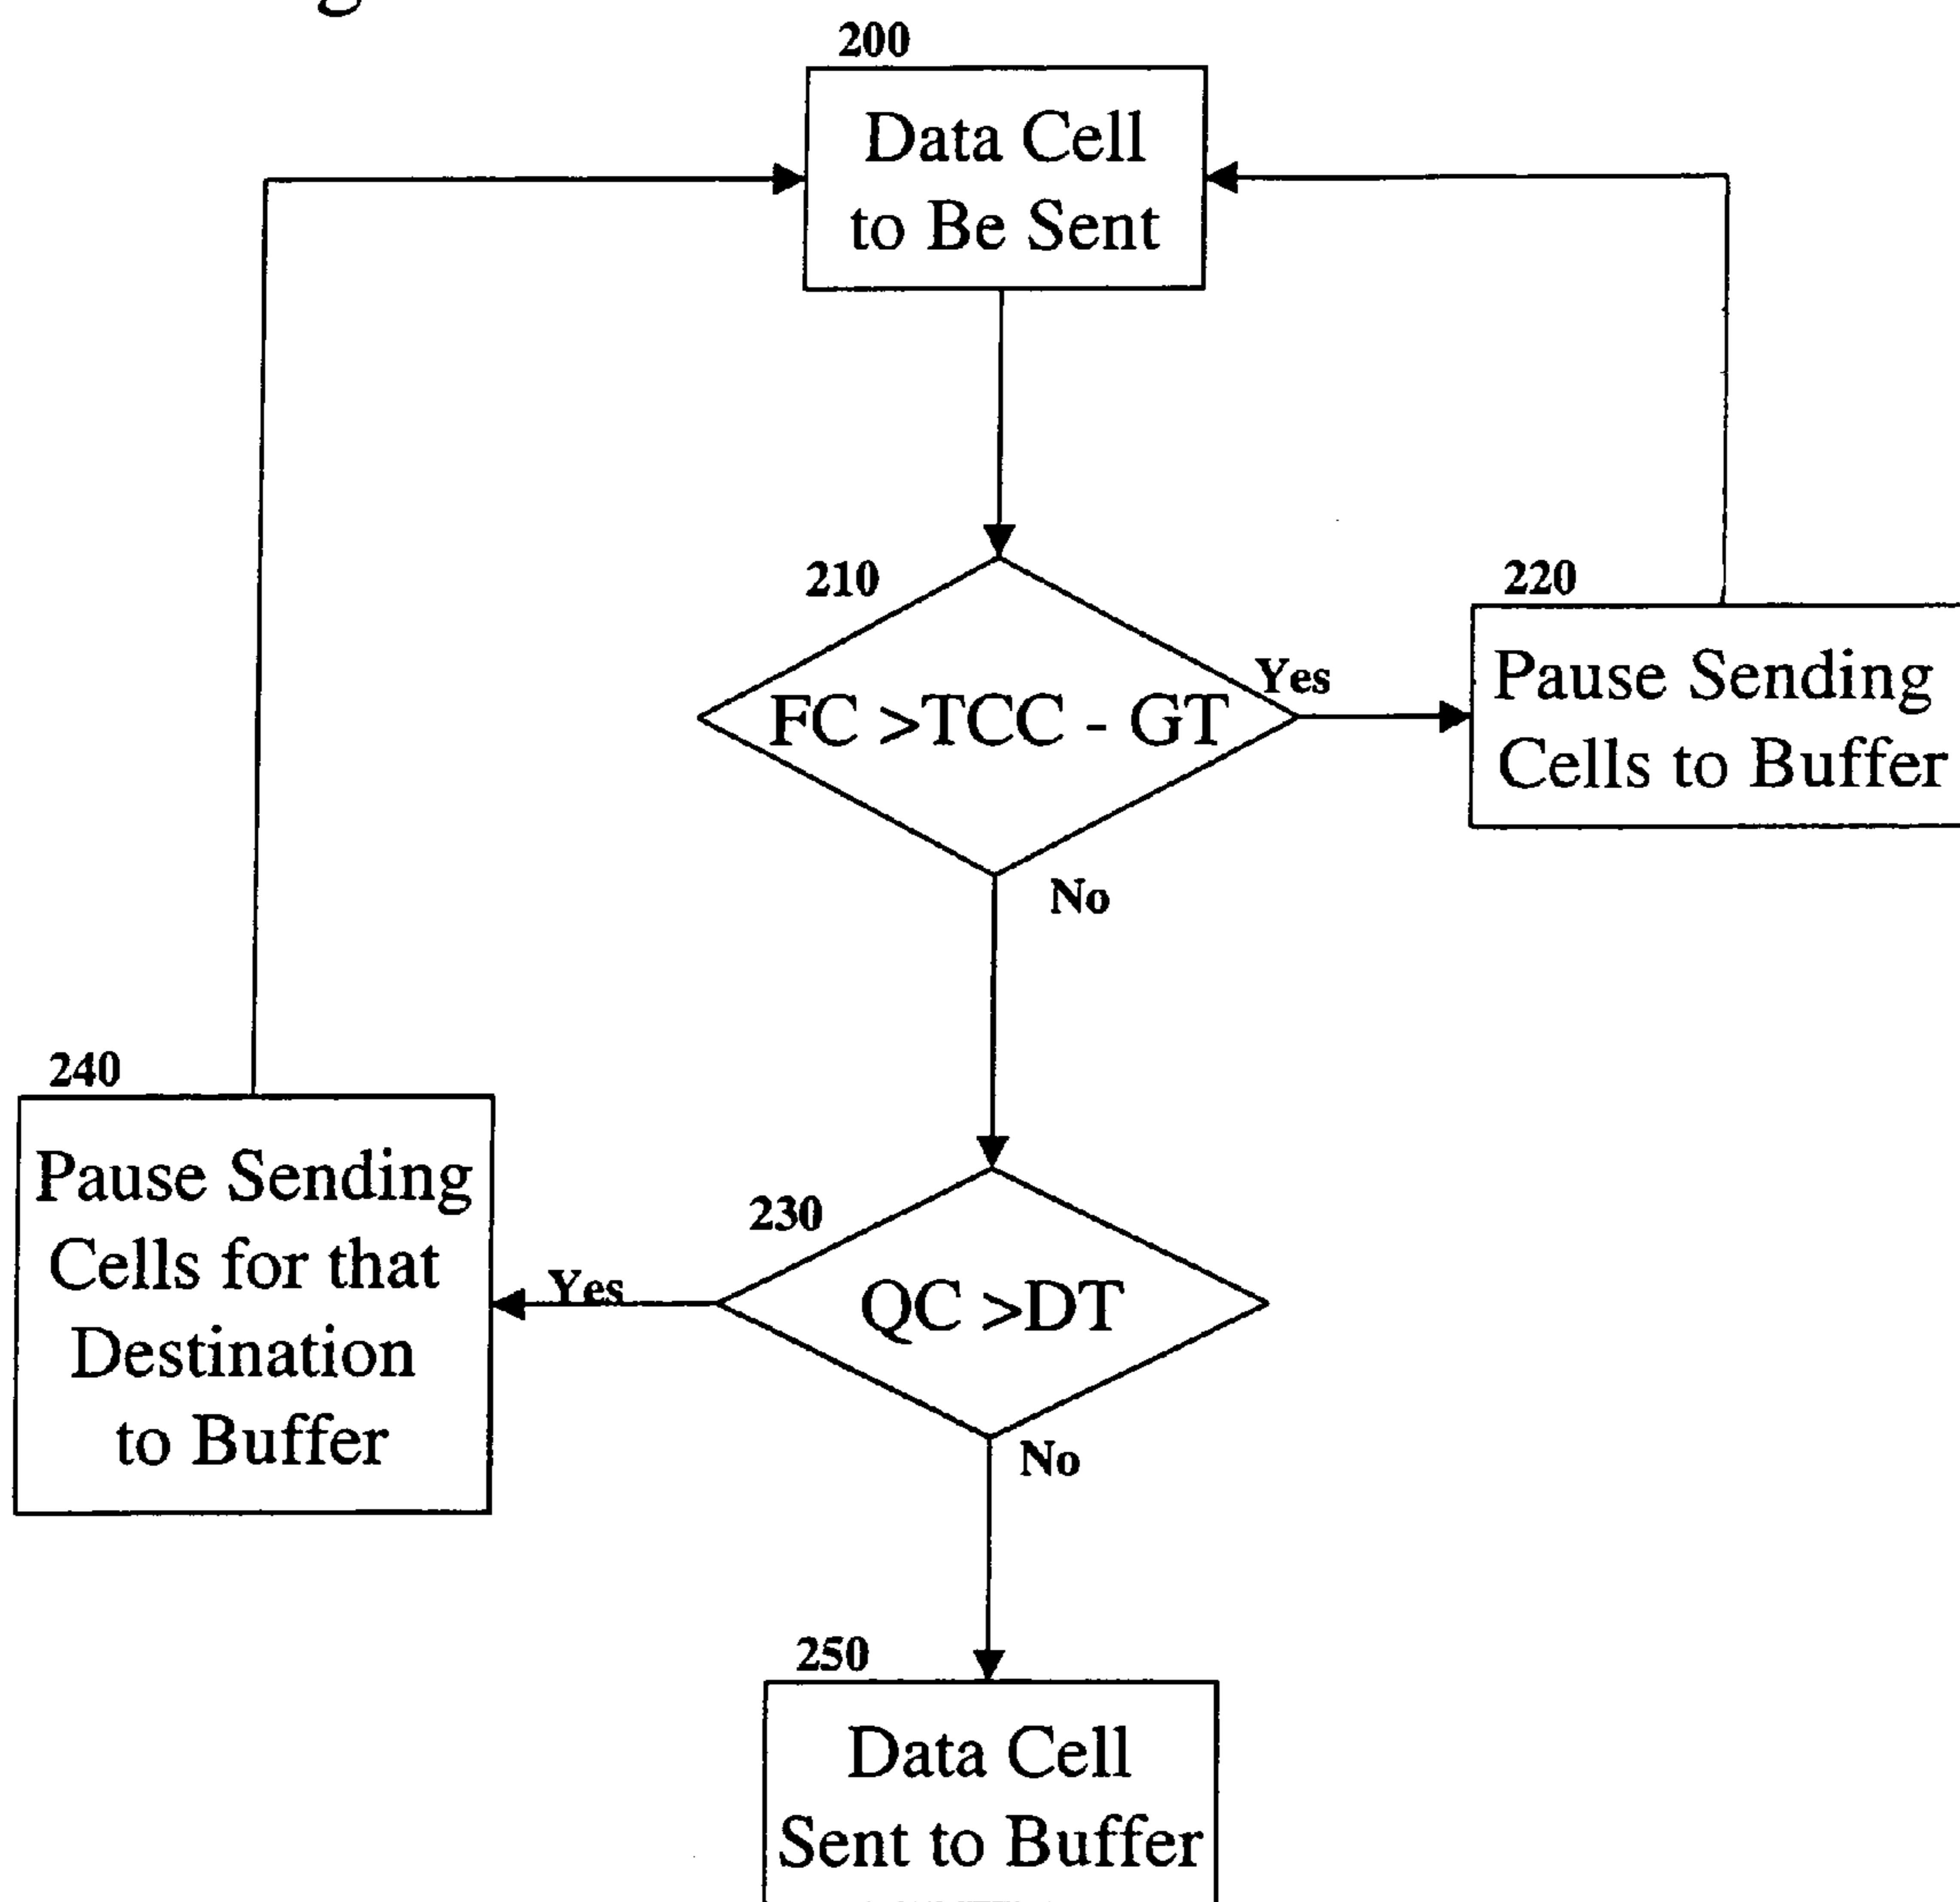 200
Data Cell
to Be Sent
210
FC >TCC - GT
Yes
220
Pause Sending
Cells to Buffer
No
240
Pause Sending
Cells for that
Destination
to Buffer
230
QC >DT
Yes
No
250
Data Cell
Sent to Buffer